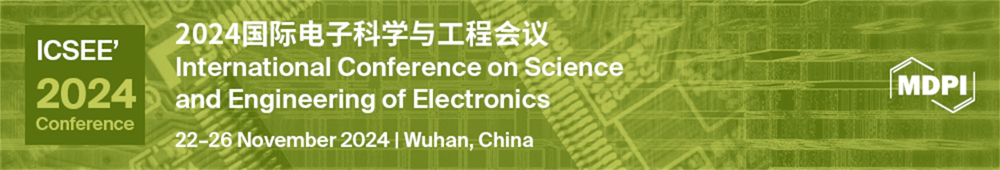 ICSEE’
2024
Conference
2024国际电子科学与工程会议
International Conference on Science
and Engineering of Electronics
22–26 November 2024 | Wuhan, China
MDPI